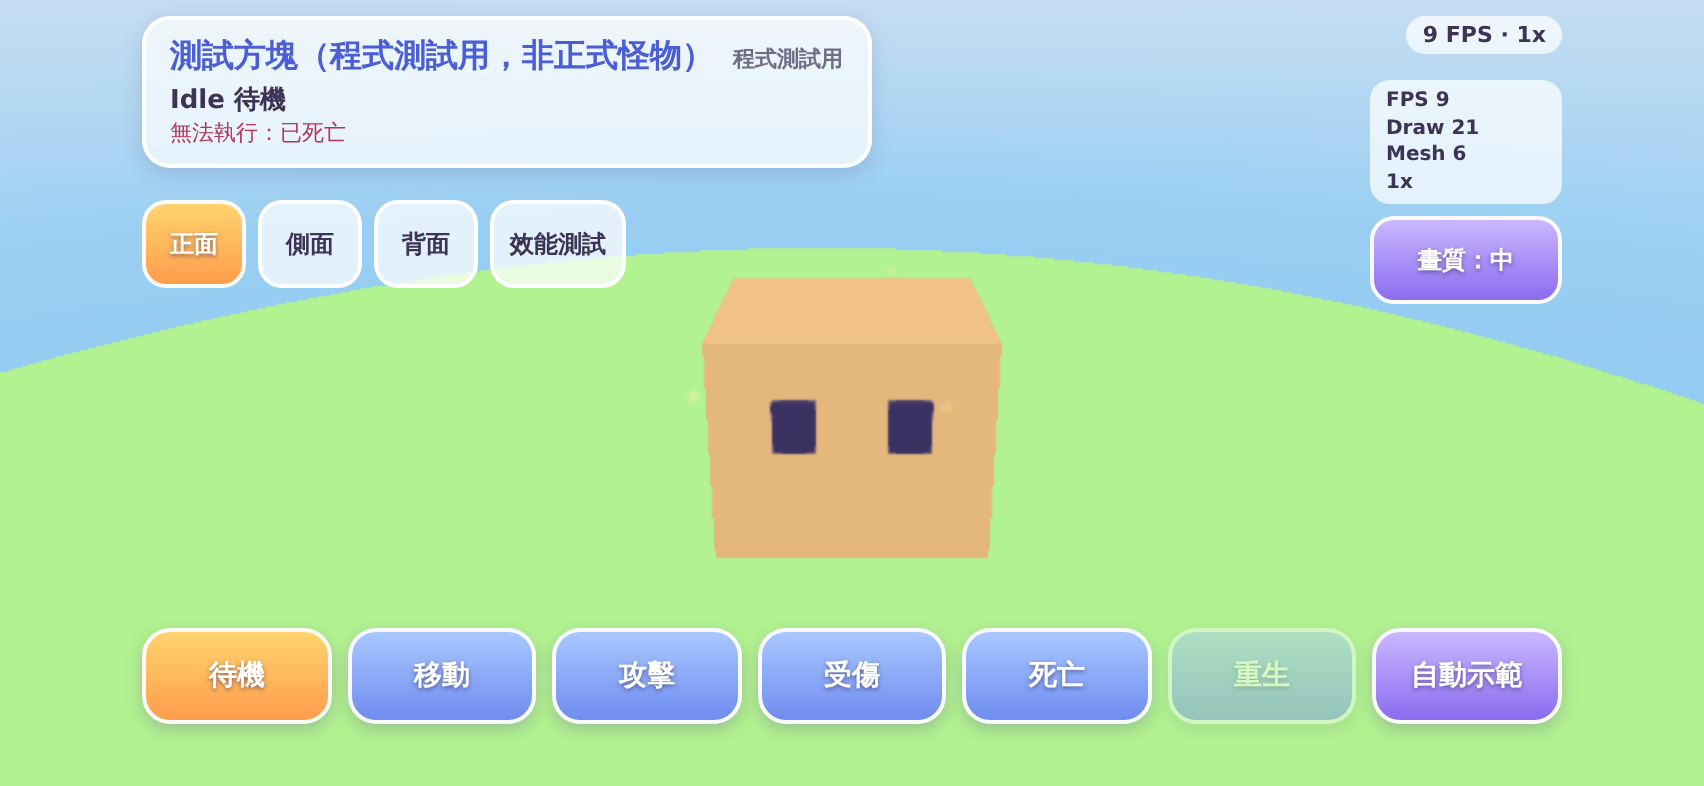 測試方塊（程式測試用，非正式怪物） 程式測試用
Idle 待機
無法執行：已死亡
9 FPS · 1x
FPS 9
Draw 21
Mesh 6
1x
正面 側面 背面 效能測試
畫質：中
待機 移動 攻擊 受傷 死亡 重生 自動示範